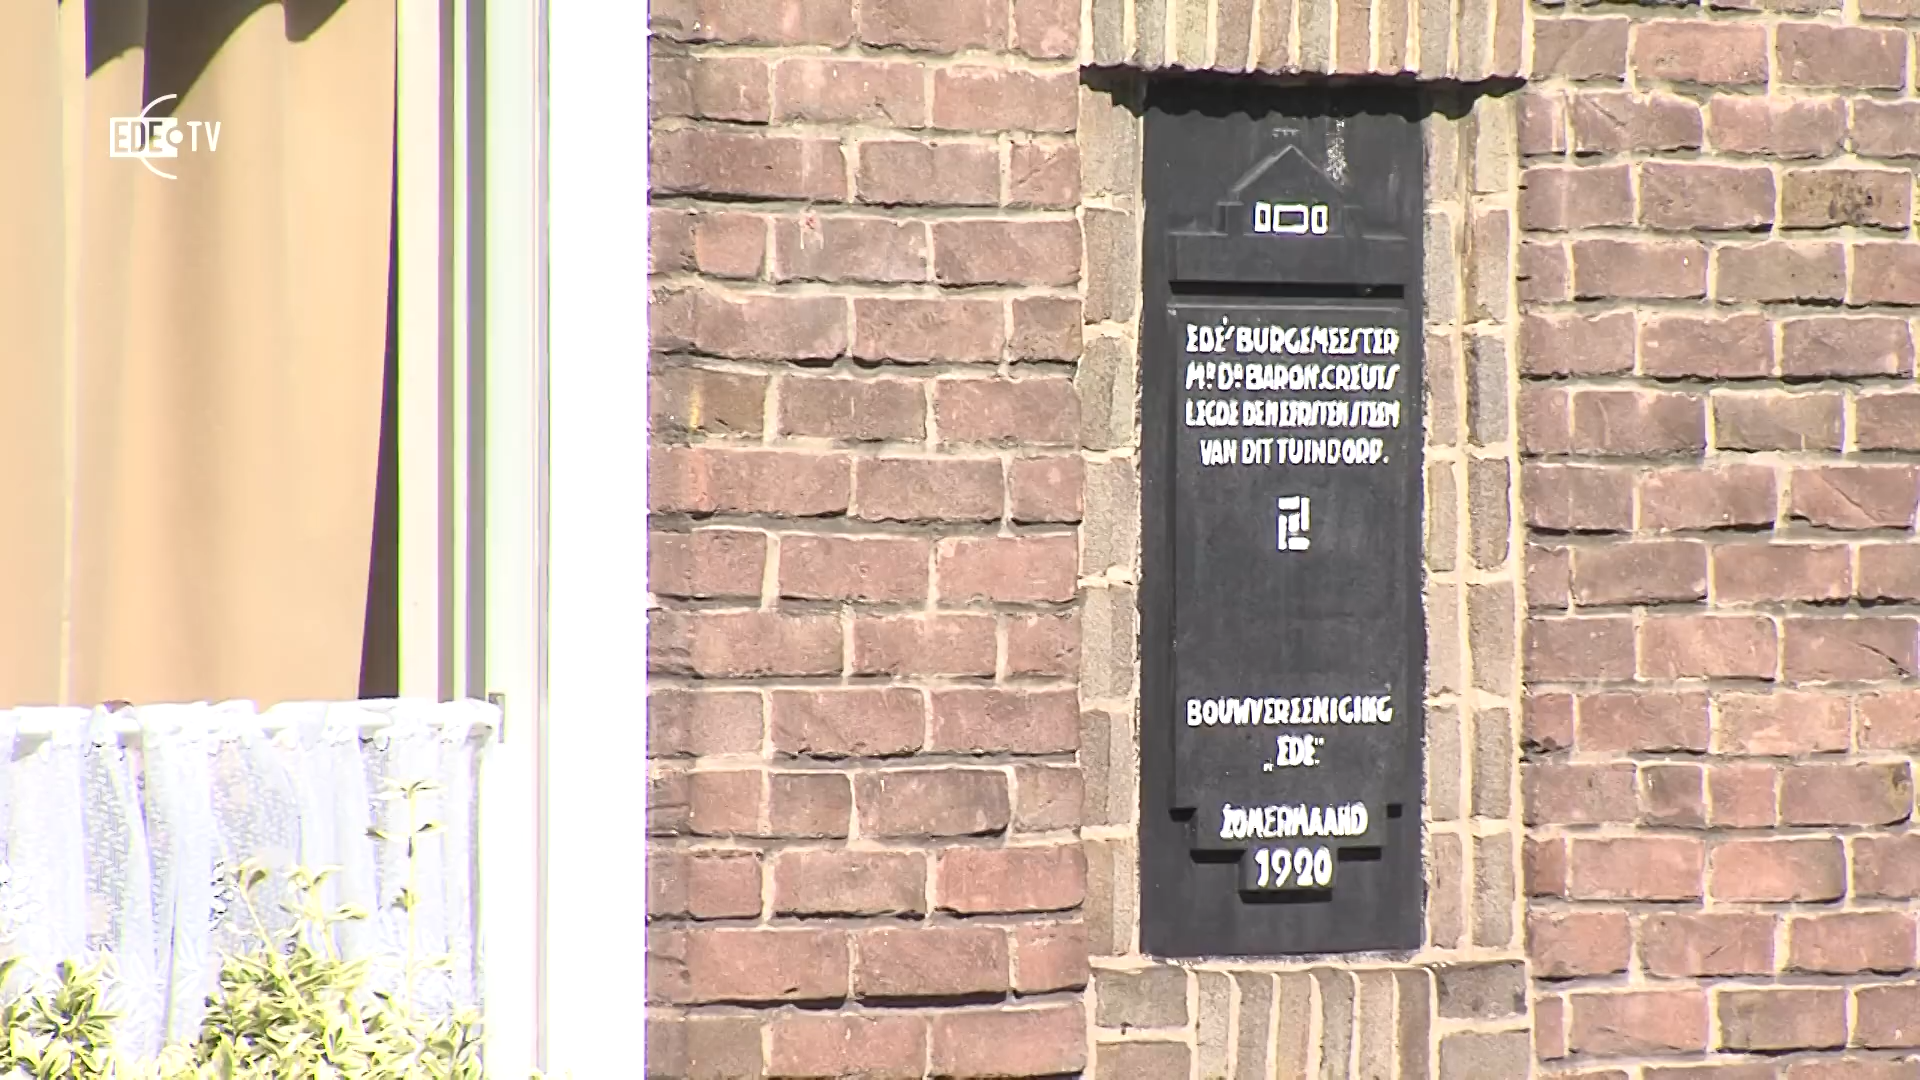 EDE TV
EDE'S BURGEMEESTER
MR DR BARON.CREUTS
LEGDE DEN EERSTEN STEEN
VAN DIT TUINDORP.
BOUWVEREENIGING
„EDE"
ZOMERMAAND
1920